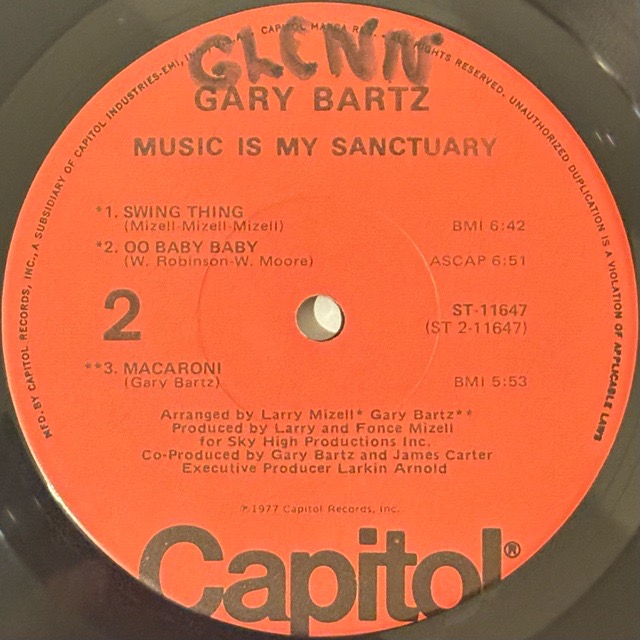 MFD. BY CAPITOL RECORDS, INC., A SUBSIDIARY OF CAPITOL INDUSTRIES-EMI, RIGHTS RESERVED. UNAUTHORIZED DUPLICATION IS A VIOLATION OF APPLICABLE LAWS
GLENN
GARY BARTZ
MUSIC IS MY SANCTUARY
*1. SWING THING
(Mizell-Mizell-Mizell) BMI 6:42
*2. OO BABY BABY
(W. Robinson-W. Moore) ASCAP 6:51
2
ST-11647
(ST 2-11647)
**3. MACARONI
(Gary Bartz) BMI 5:53
Arranged by Larry Mizell* Gary Bartz**
Produced by Larry and Fonce Mizell
for Sky High Productions Inc.
Co-Produced by Gary Bartz and James Carter
Executive Producer Larkin Arnold
℗ 1977 Capitol Records, Inc.
Capitol®